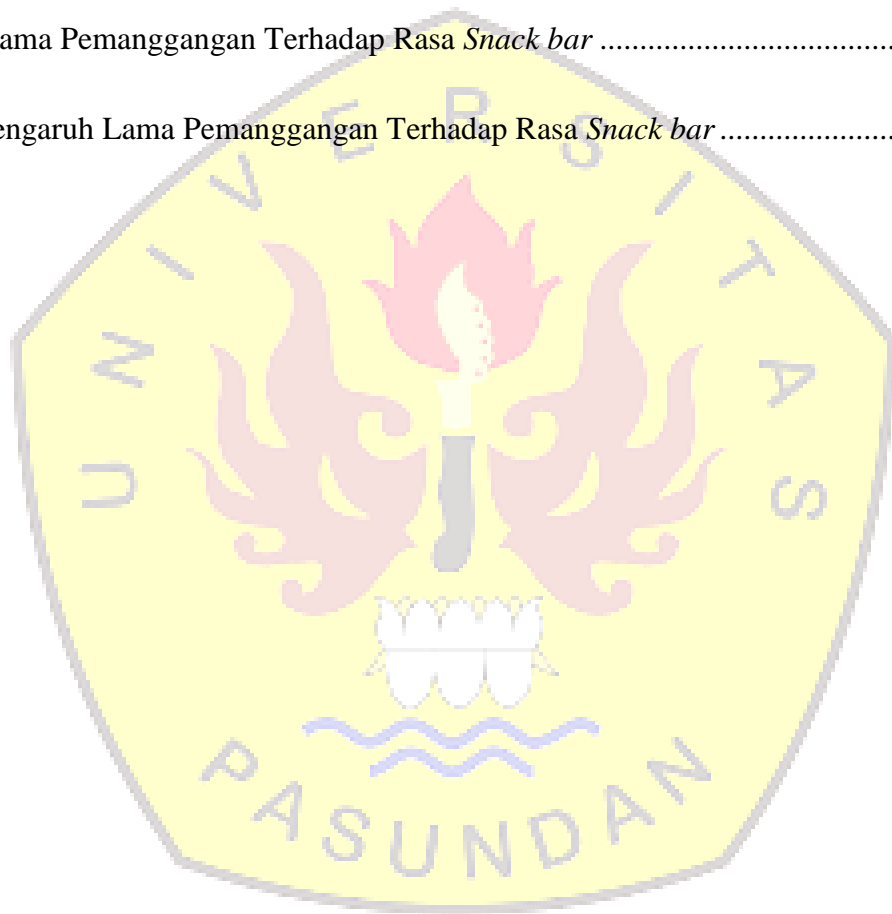 ama Pemanggangan Terhadap Rasa Snack bar ................................
engaruh Lama Pemanggangan Terhadap Rasa Snack bar ...................
UNIVERSITAS
PASUNDAN